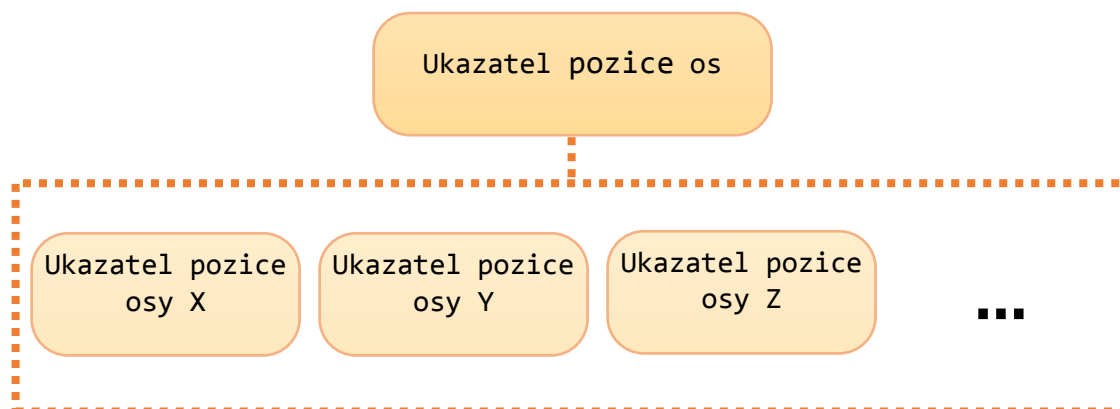 Ukazatel pozice os
Ukazatel pozice
osy X
Ukazatel pozice
osy Y
Ukazatel pozice
osy Z
...